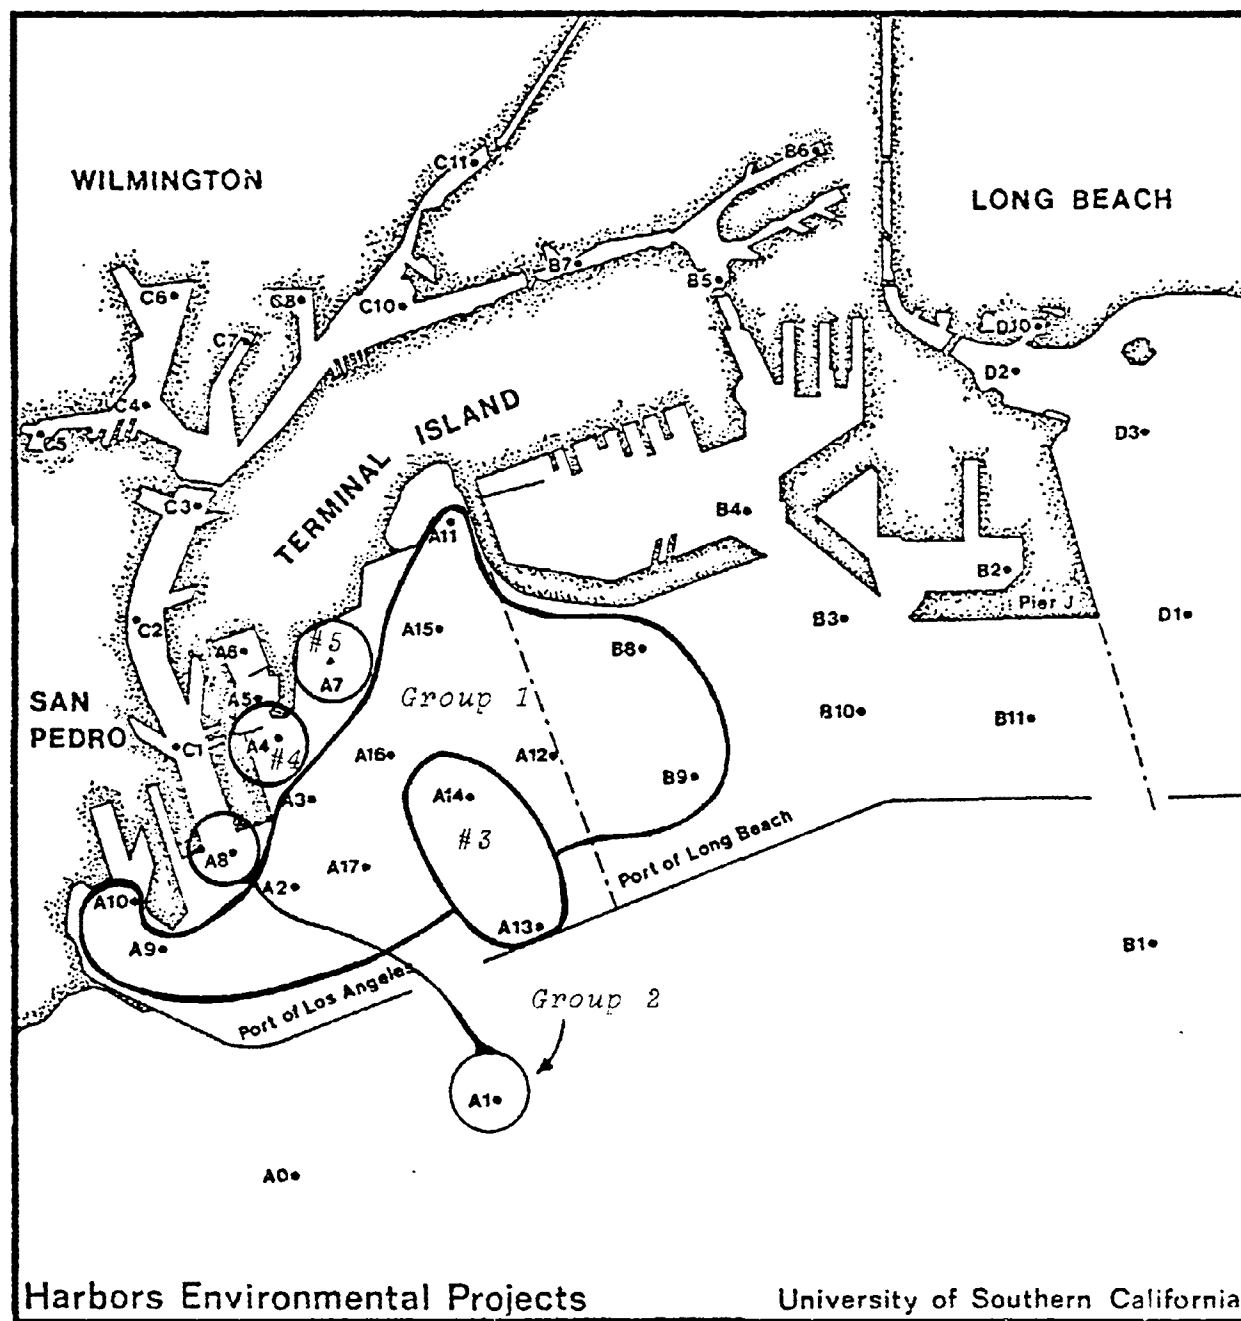 C11
B6
WILMINGTON
LONG BEACH
B7
B5
C6
C8
C10
D10
C7
D2
C4
C5
D3
TERMINAL ISLAND
C3
B4
A11
B2
Pier J
C2
A15
B3
D1
A6
#5
B8
A7
SAN
PEDRO
A5
Group 1
B10
B11
C1
A4
#4
A16
A12
B9
A3
A14
#3
Port of Long Beach
A8
A17
A2
A10
A13
A9
B1
Port of Los Angeles
Group 2
A1
A0
Harbors Environmental Projects
University of Southern California